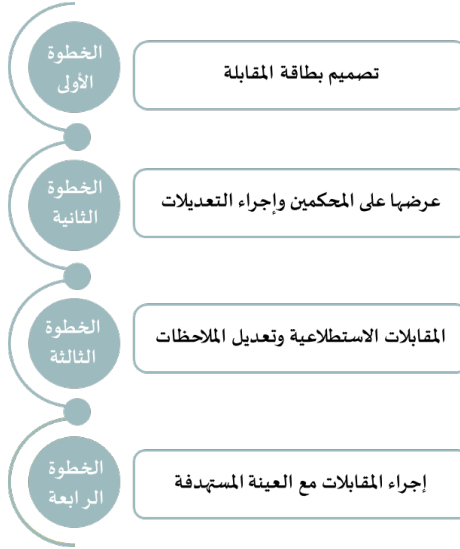 الخطوة
الأولى
تصميم بطاقة المقابلة
الخطوة
الثانية
عرضها على المحكمين وإجراء التعديلات
الخطوة
الثالثة
المقابلات الاستطلاعية وتعديل الملاحظات
الخطوة
الرابعة
إجراء المقابلات مع العينة المستهدفة